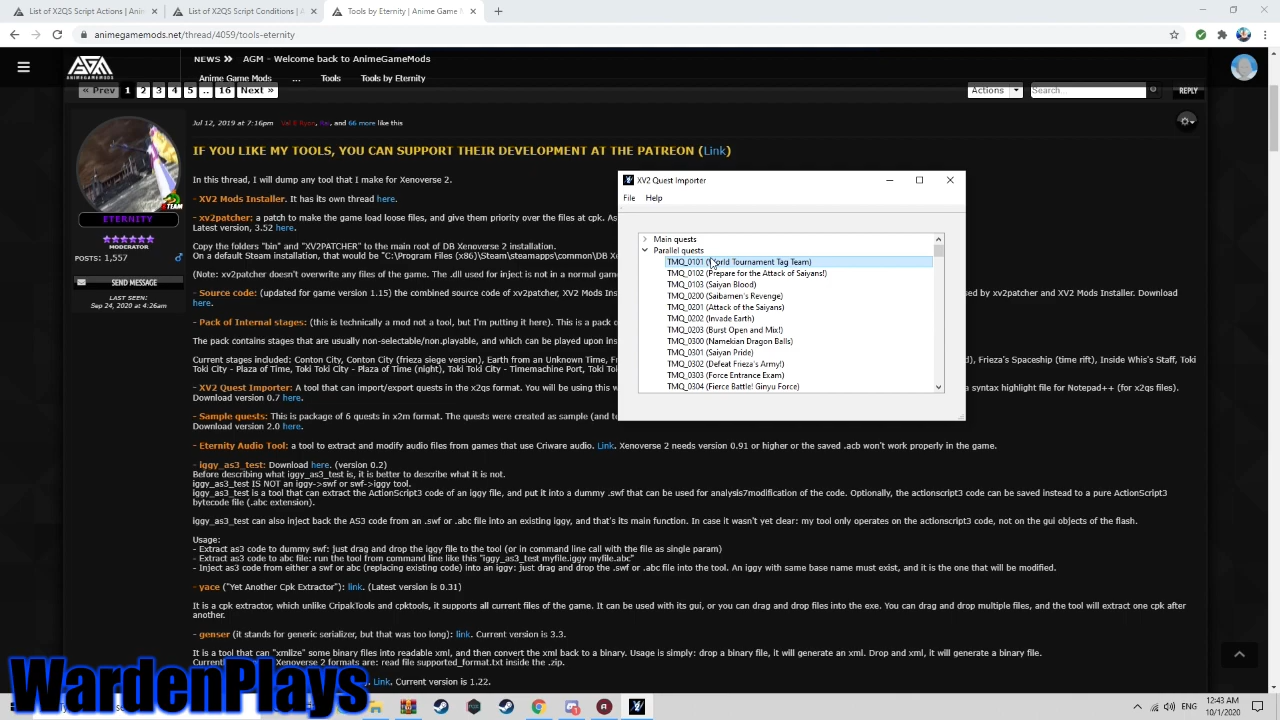 List of X2QS Script Actions
List of X2QS Script Conditions
Tools by Eternity
animegamemods.net/thread/4059/tools-eternity
ANIMEGAMEMODS
NEWS AGM - Welcome back to AnimeGameMods
Anime Game Mods ... Tools Tools by Eternity
« Prev 1 2 3 4 5 .. 16 Next » Actions Search... REPLY
Jul 12, 2019 at 7:16pm and 66 more like this
IF YOU LIKE MY TOOLS, YOU CAN SUPPORT THEIR DEVELOPMENT AT THE PATREON (Link)
In this thread, I will dump any tool that I make for Xenoverse 2.
- XV2 Mods Installer. It has its own thread here.
ETERNITY
MODERATOR
POSTS: 1,557
SEND MESSAGE
LAST SEEN:
Sep 24, 2020 at 4:26am
- xv2patcher: a patch to make the game load loose files, and give them priority over the files at cpk. As
Latest version, 3.52 here.
Copy the folders "bin" and "XV2PATCHER" to the main root of DB Xenoverse 2 installation.
On a default Steam installation, that would be "C:\Program Files (x86)\Steam\steamapps\common\DB Xe
(Note: xv2patcher doesn't overwrite any files of the game. The .dll used for inject is not in a normal game
- Source code: (updated for game version 1.15) the combined source code of xv2patcher, XV2 Mods Ins
sed by xv2patcher and XV2 Mods Installer. Download
here.
- Pack of Internal stages: (this is technically a mod not a tool, but I'm putting it here). This is a pack o
The pack contains stages that are usually non-selectable/non.playable, and which can be played upon ins
Current stages included: Conton City, Conton City (frieza siege version), Earth from an Unknown Time, Fr
Frieza's Spaceship (time rift), Inside Whis's Staff, Toki
Toki City - Plaza of Time, Toki City - Plaza of Time (night), Toki Toki City - Timemachine Port, Toki Tok
- XV2 Quest Importer: A tool that can import/export quests in the x2qs format. You will be using this w
a syntax highlight file for Notepad++ (for x2qs files).
Download version 0.7 here.
- Sample quests: This is package of 6 quests in x2m format. The quests were created as sample (and to
Download version 2.0 here.
XV2 Quest Importer
File Help
Main quests
Parallel quests
TMQ_0101 (World Tournament Tag Team)
TMQ_0102 (Prepare for the Attack of Saiyans!)
TMQ_0103 (Saiyan Blood)
TMQ_0200 (Saibamen's Revenge)
TMQ_0201 (Attack of the Saiyans)
TMQ_0202 (Invade Earth)
TMQ_0203 (Burst Open and Mix!)
TMQ_0300 (Namekian Dragon Balls)
TMQ_0301 (Saiyan Pride)
TMQ_0302 (Defeat Frieza's Army!)
TMQ_0303 (Force Entrance Exam)
TMQ_0304 (Fierce Battle! Ginyu Force)
- Eternity Audio Tool: a tool to extract and modify audio files from games that use Criware audio. Link. Xenoverse 2 needs version 0.91 or higher or the saved .acb won't work properly in the game.
- iggy_as3_test: Download here. (version 0.2)
Before describing what iggy_as3_test is, it is better to describe what it is not.
iggy_as3_test IS NOT an iggy->swf or swf->iggy tool.
iggy_as3_test is a tool that can extract the ActionScript3 code of an iggy file, and put it into a dummy .swf that can be used for analysis7modification of the code. Optionally, the actionscript3 code can be saved instead to a pure ActionScript3
bytecode file (.abc extension).
iggy_as3_test can also inject back the AS3 code from an .swf or .abc file into an existing iggy, and that's its main function. In case it wasn't yet clear: my tool only operates on the actionscript3 code, not on the gui objects of the flash.
Usage:
- Extract as3 code to dummy swf: just drag and drop the iggy file to the tool (or in command line call with the file as single param)
- Extract as3 code to abc file: run the tool from command line like this "iggy_as3_test myfile.iggy myfile.abc"
- Inject as3 code from either a swf or abc (replacing existing code) into an iggy: just drag and drop the .swf or .abc file into the tool. An iggy with same base name must exist, and it is the one that will be modified.
- yace ("Yet Another Cpk Extractor"): link. (Latest version is 0.31)
It is a cpk extractor, which unlike CripakTools and cpktools, it supports all current files of the game. It can be used with its gui, or you can drag and drop files into the exe. You can drag and drop multiple files, and the tool will extract one cpk after
another.
- genser (it stands for generic serializer, but that was too long): link. Current version is 3.3.
It is a tool that can "xmlize" some binary files into readable xml, and then convert the xml back to a binary. Usage is simply: drop a binary file, it will generate an xml. Drop and xml, it will generate a binary file.
Xenoverse 2 formats are: read file supported_format.txt inside the .zip.
Link. Current version is 1.22.
WardenPlays
ENG
12:43 AM
10/1/2020